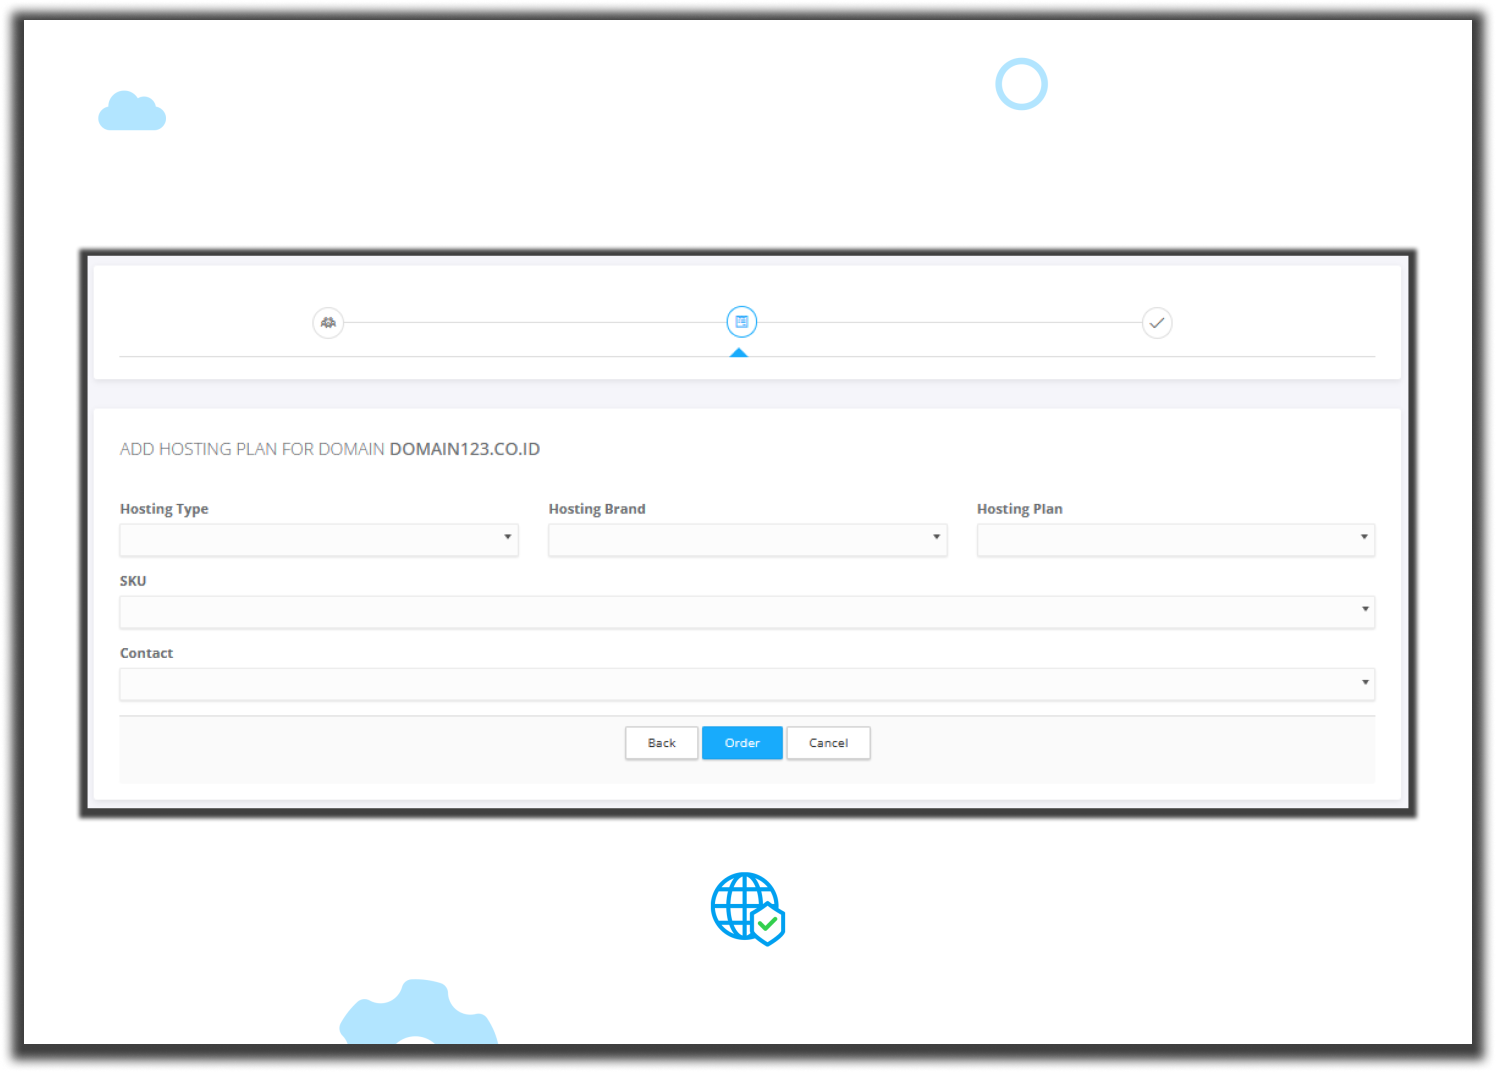 ADD HOSTING PLAN FOR DOMAIN DOMAIN123.CO.ID
Hosting Type
Hosting Brand
Hosting Plan
SKU
Contact
Back
Order
Cancel